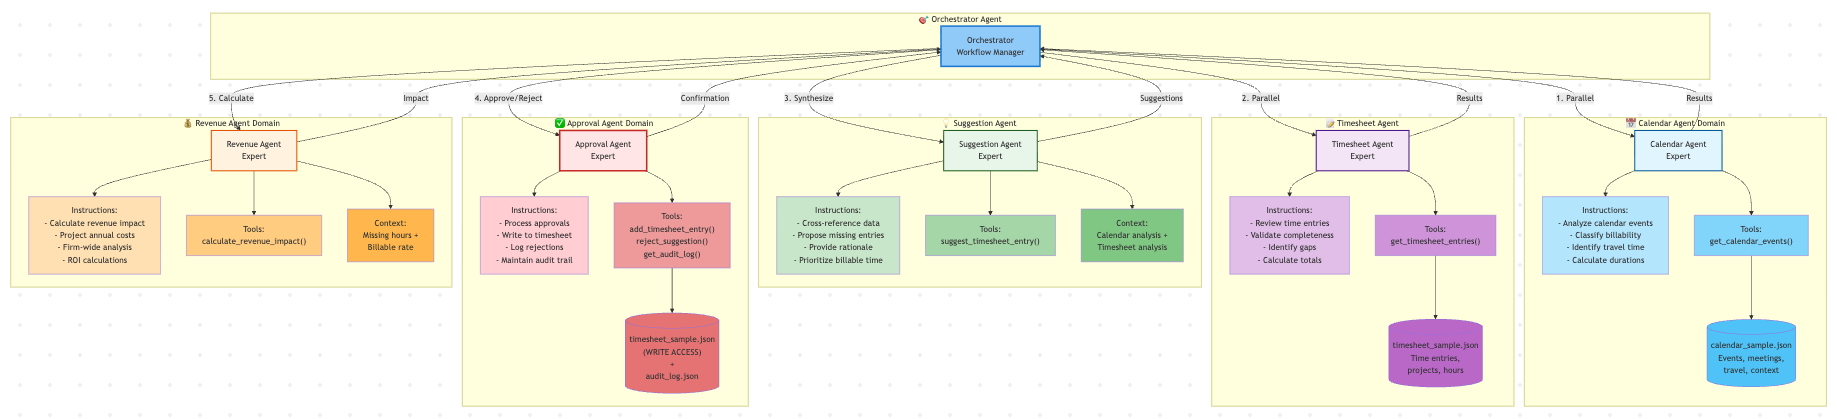 Orchestrator Agent
Orchestrator
Workflow Manager
5. Calculate
Impact
4. Approve/Reject
Confirmation
3. Synthesize
Suggestions
2. Parallel
Results
1. Parallel
Results
Revenue Agent Domain
Revenue Agent
Expert
Instructions:
- Calculate revenue impact
- Project annual costs
- Firm-wide analysis
- ROI calculations
Tools:
calculate_revenue_impact()
Context:
Missing hours +
Billable rate
Approval Agent Domain
Approval Agent
Expert
Instructions:
- Process approvals
- Write to timesheet
- Log rejections
- Maintain audit trail
Tools:
add_timesheet_entry()
reject_suggestion()
get_audit_log()
timesheet_sample.json
(WRITE ACCESS)
+
audit_log.json
Suggestion Agent
Suggestion Agent
Expert
Instructions:
- Cross-reference data
- Propose missing entries
- Provide rationale
- Prioritize billable time
Tools:
suggest_timesheet_entry()
Context:
Calendar analysis +
Timesheet analysis
Timesheet Agent
Timesheet Agent
Expert
Instructions:
- Review time entries
- Validate completeness
- Identify gaps
- Calculate totals
Tools:
get_timesheet_entries()
timesheet_sample.json
Time entries,
projects, hours
Calendar Agent Domain
Calendar Agent
Expert
Instructions:
- Analyze calendar events
- Classify billability
- Identify travel time
- Calculate durations
Tools:
get_calendar_events()
calendar_sample.json
Events, meetings,
travel, context